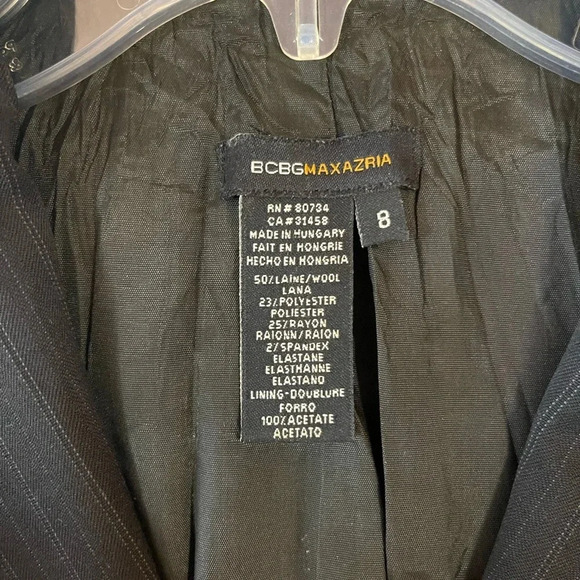 BCBGMAXAZRIA
8
RN# 80734
CA#31458
MADE IN HUNGARY
FAIT EN HONGRIE
HECHO EN HONGRIA
50%LAINE/WOOL
LANA
23%POLYESTER
POLIESTER
25%RAYON
RAIONN/RAION
2%SPANDEX
ELASTANE
ELASTHANNE
ELASTANO
LINING-DOUBLURE
FORRO
100%ACETATE
ACETATO